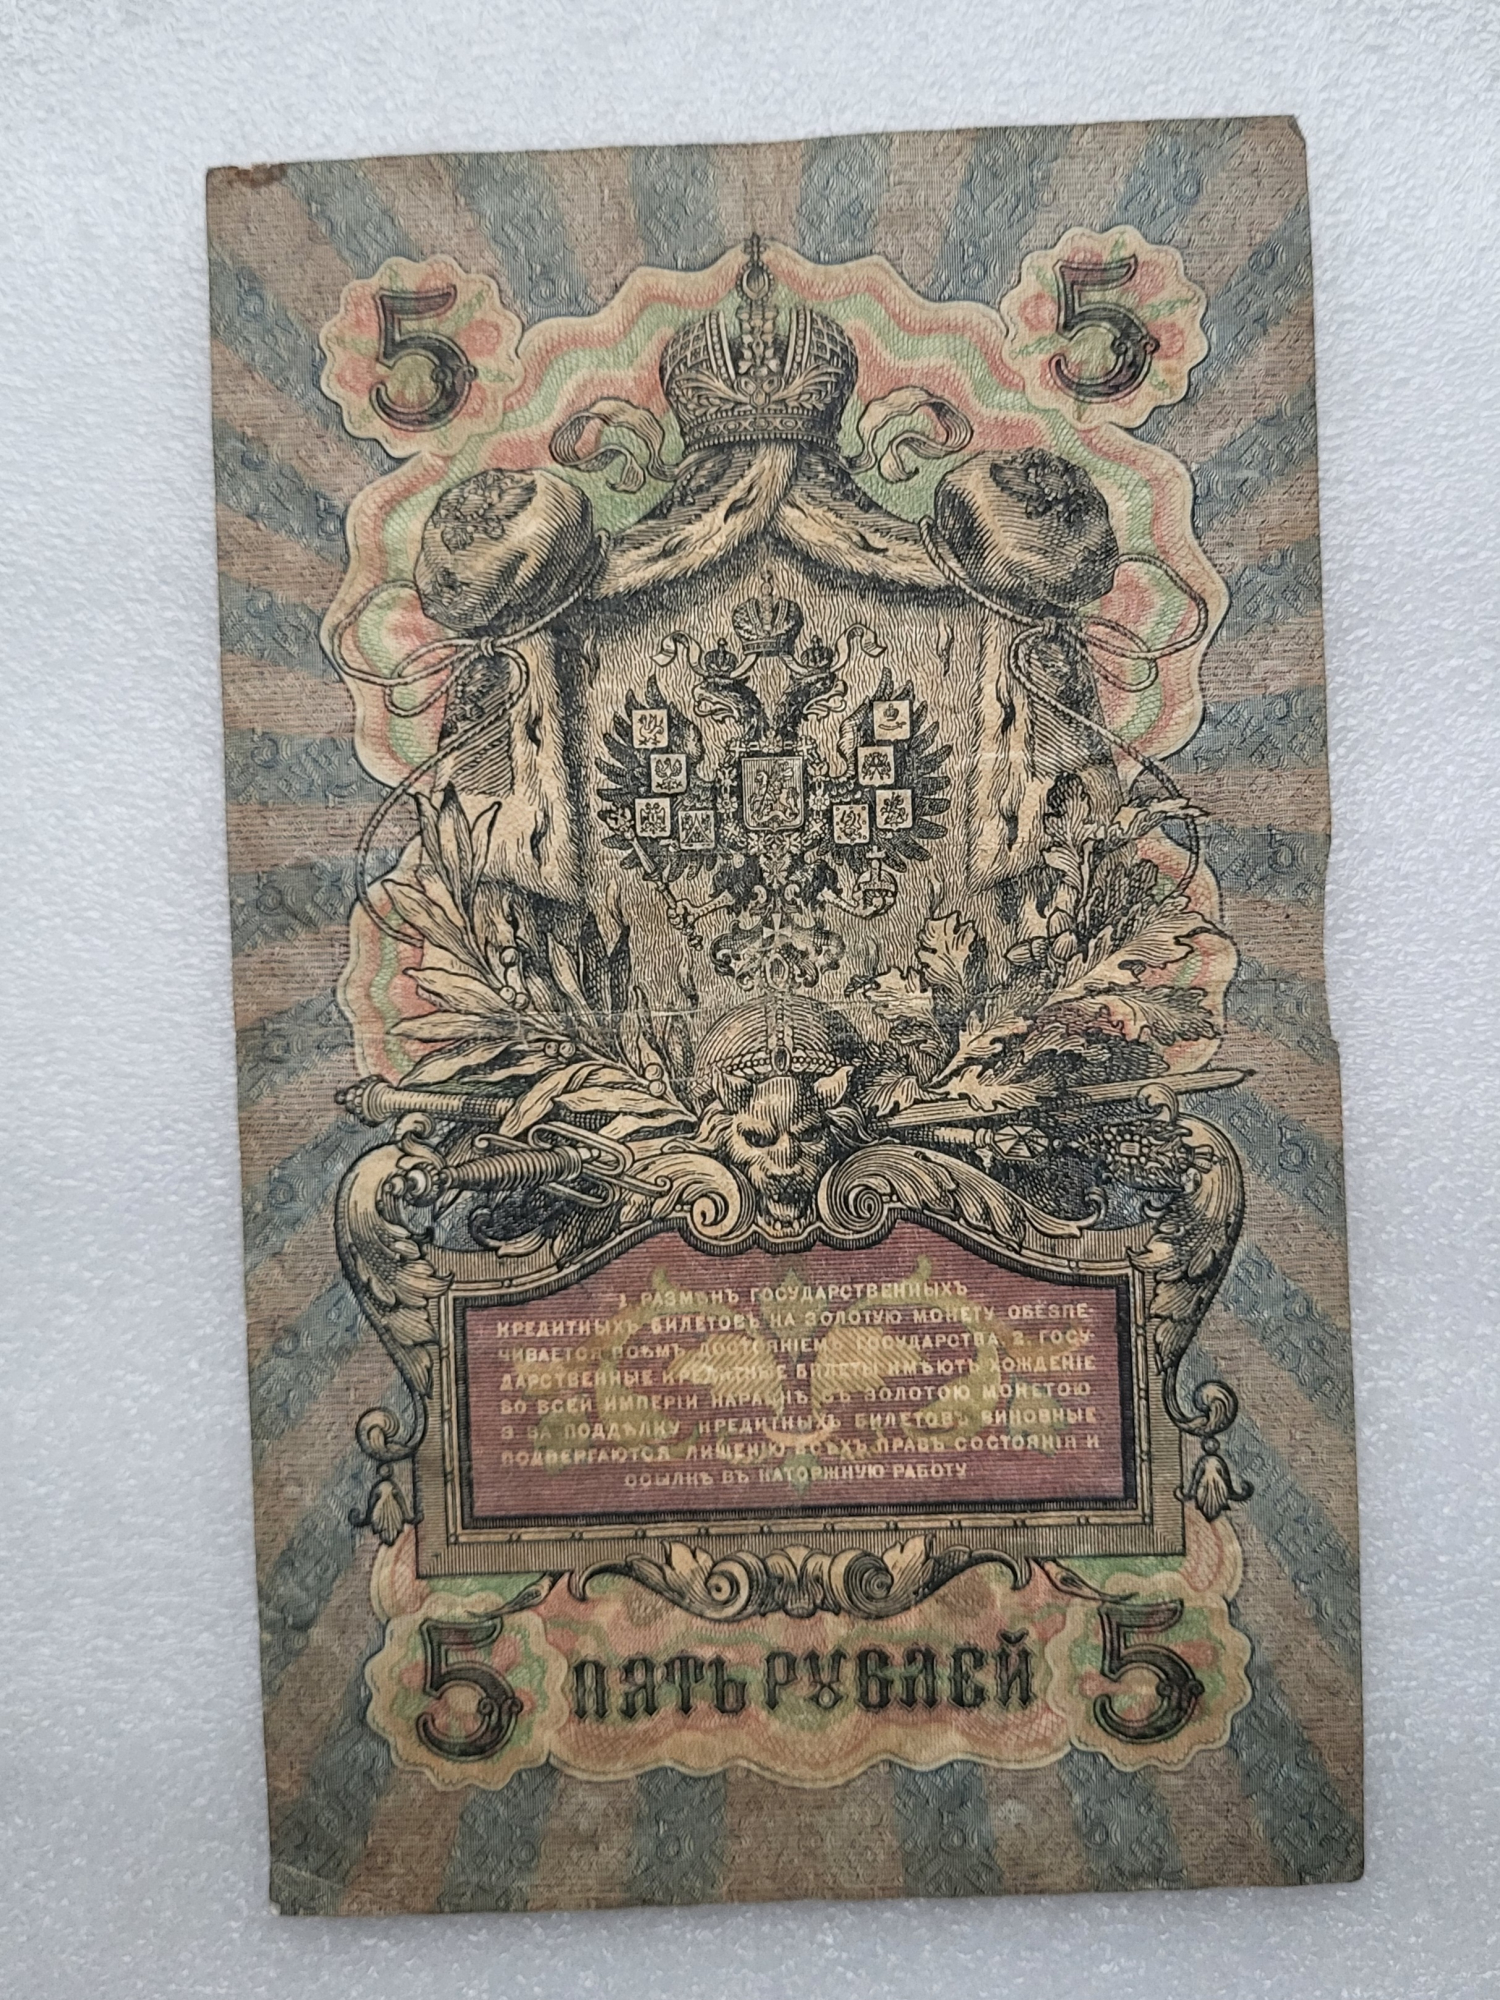 5 5
1. РАЗМѢНЪ ГОСУДАРСТВЕННЫХЪ
КРЕДИТНЫХЪ БИЛЕТОВЪ НА ЗОЛОТУЮ МОНЕТУ ОБЕЗПЕ-
ЧИВАЕТСЯ ВСѢМЪ ДОСТОЯНІЕМЪ ГОСУДАРСТВА. 2. ГОСУ-
ДАРСТВЕННЫЕ КРЕДИТНЫЕ БИЛЕТЫ ИМѢЮТЪ ХОЖДЕНІЕ
ВО ВСЕЙ ИМПЕРІИ НАРАВНѢ СЪ ЗОЛОТОЮ МОНЕТОЮ.
3. ЗА ПОДДѢЛКУ КРЕДИТНЫХЪ БИЛЕТОВЪ ВИНОВНЫЕ
ПОДВЕРГАЮТСЯ ЛИШЕНІЮ ВСѢХЪ ПРАВЪ СОСТОЯНІЯ И
ССЫЛКѢ ВЪ КАТОРЖНУЮ РАБОТУ.
5 ПЯТЬ РУБЛЕЙ 5